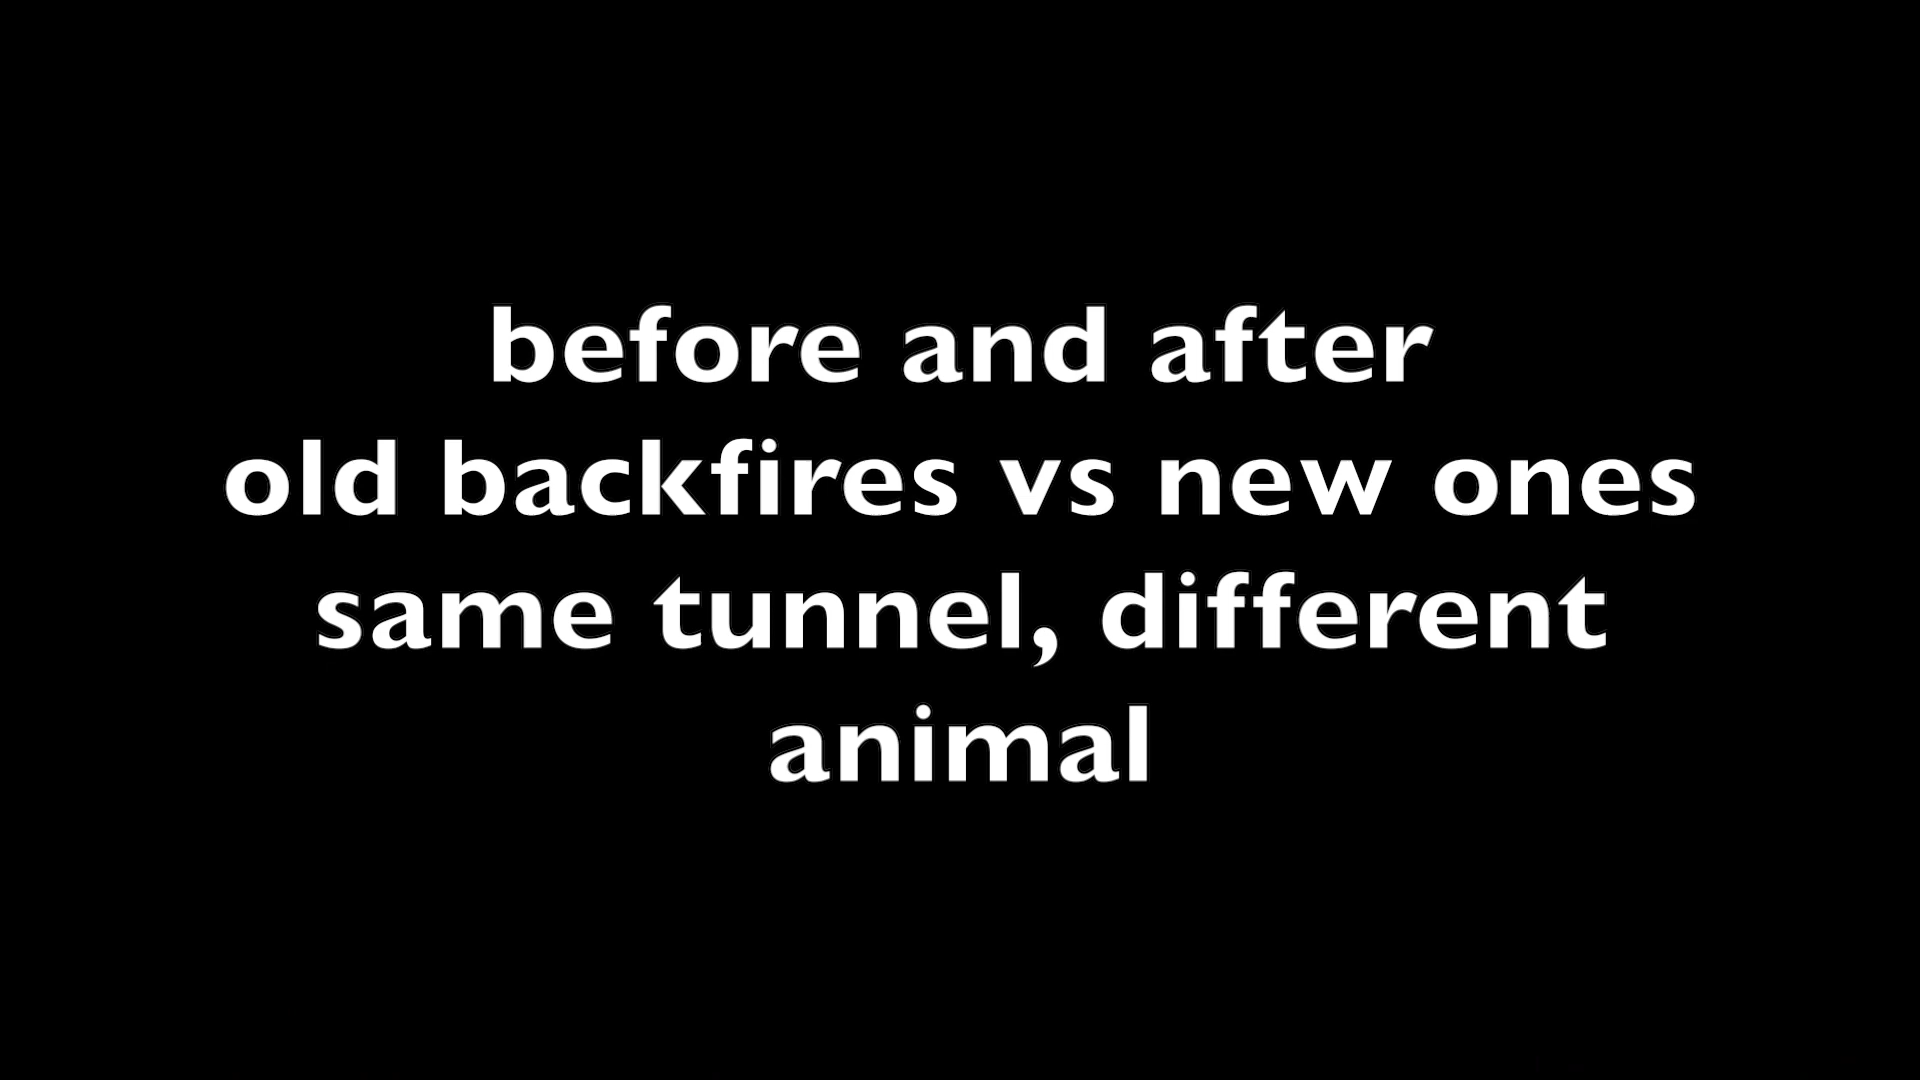 before and after
old backfires vs new ones
same tunnel, different
animal